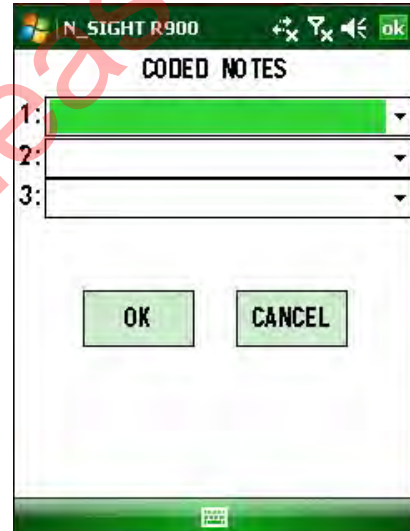 N_SIGHT R900 ok
CODED NOTES
1:
2:
3:
OK CANCEL